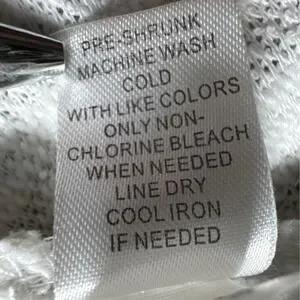 PRE-SHRUNK
MACHINE WASH
COLD
WITH LIKE COLORS
ONLY NON-
CHLORINE BLEACH
WHEN NEEDED
LINE DRY
COOL IRON
IF NEEDED